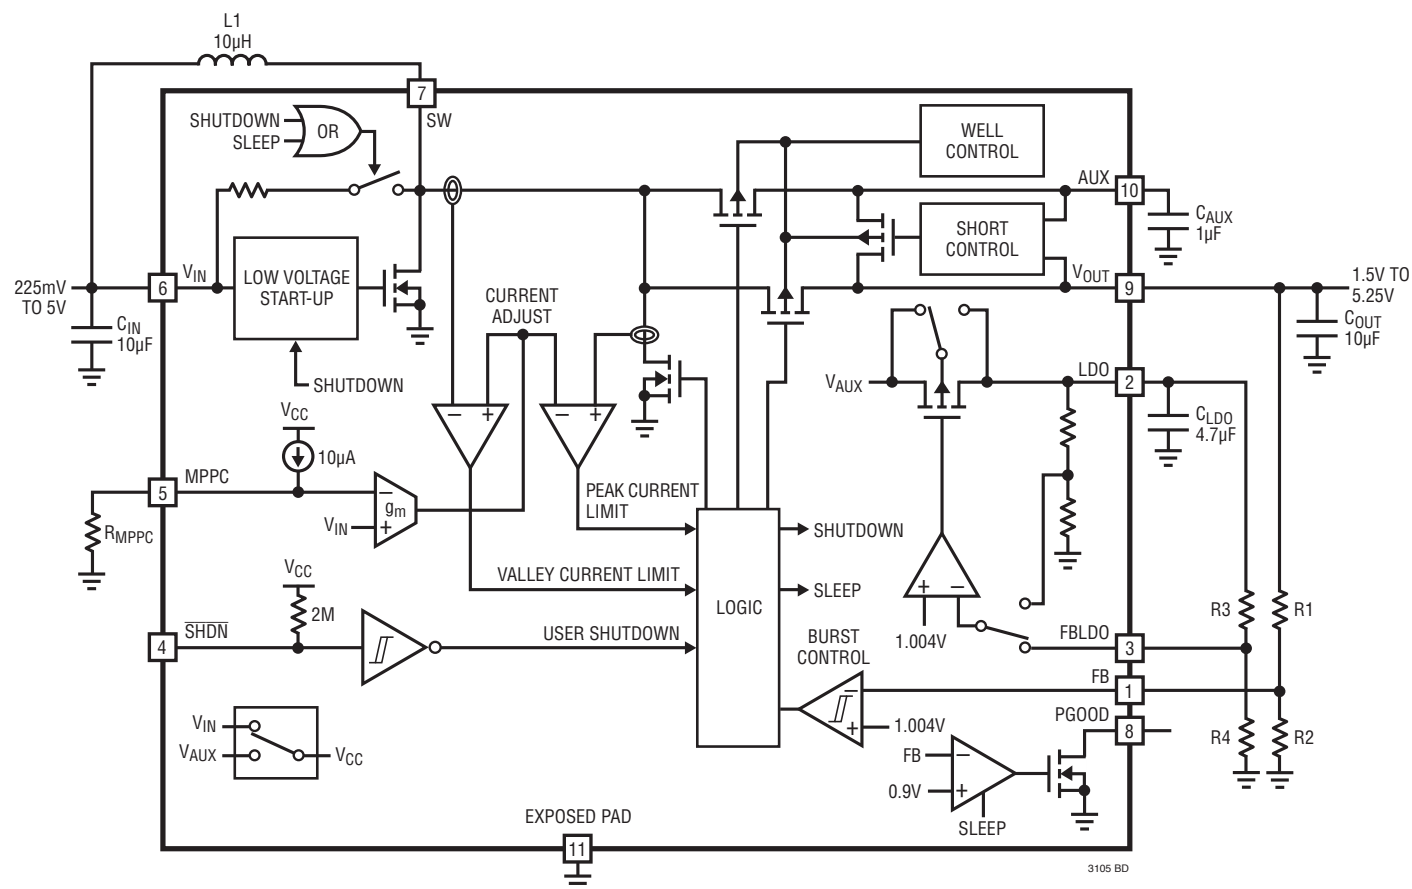 L1
10µH
7
SW
SHUTDOWN
SLEEP
OR
WELL
CONTROL
AUX
10
CAUX
1µF
SHORT
CONTROL
VOUT
9
1.5V TO
5.25V
COUT
10µF
225mV
TO 5V
6
VIN
LOW VOLTAGE
START-UP
CIN
10µF
SHUTDOWN
CURRENT
ADJUST
– +
– +
VAUX
LDO
2
CLDO
4.7µF
VCC
10µA
MPPC
5
RMPPC
–
gm
VIN
+
PEAK CURRENT
LIMIT
SHUTDOWN
VALLEY CURRENT LIMIT
SLEEP
LOGIC
+ –
1.004V
VCC
2M
SHDN
4
USER SHUTDOWN
BURST
CONTROL
FBLDO
3
R3
R1
FB
1
–
+
1.004V
PGOOD
8
R4
R2
VIN
VAUX
VCC
FB
–
0.9V
+
SLEEP
EXPOSED PAD
11
3105 BD